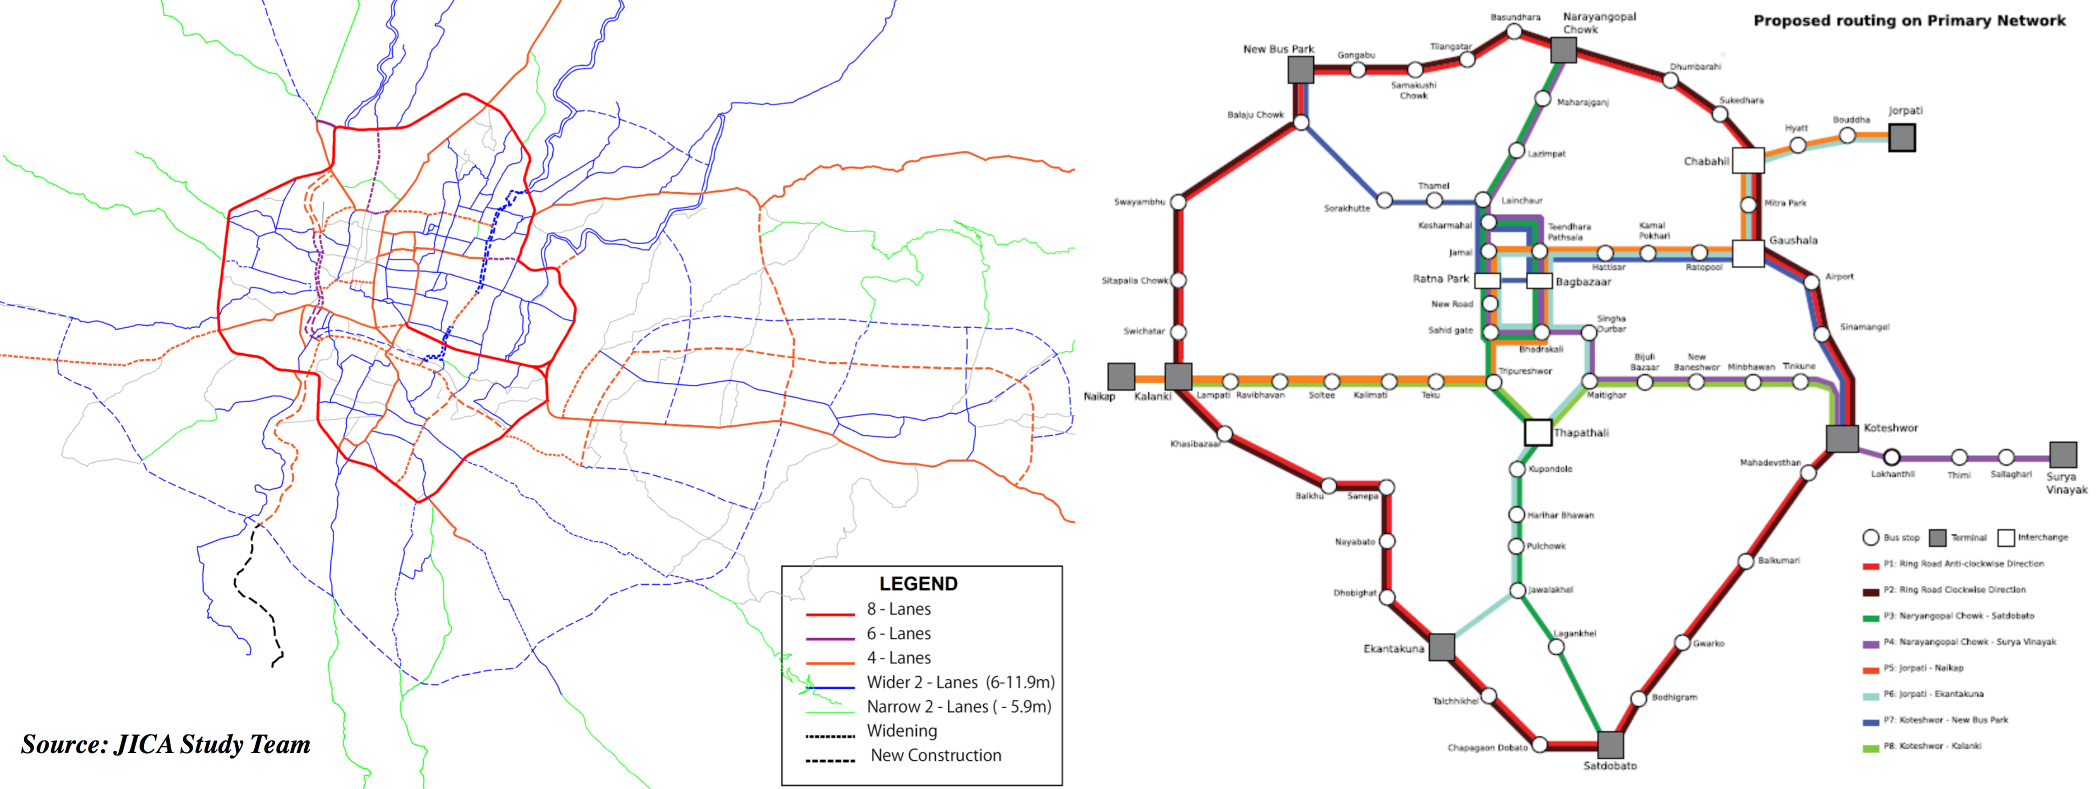 LEGEND
8 - Lanes
6 - Lanes
4 - Lanes
Wider 2 - Lanes (6-11.9m)
Narrow 2 - Lanes ( - 5.9m)
Widening
New Construction
Source: JICA Study Team
Proposed routing on Primary Network
Basundhara
Narayangopal
Chowk
New Bus Park
Gongabu
Tilangatar
Samakushi
Chowk
Dhumbarahi
Balaju Chowk
Maharajganj
Sukedhara
Jorpati
Hyatt
Bouddha
Chabahil
Lazimpat
Swayambhu
Sorakhutte
Thamel
Lainchaur
Mitra Park
Kesharmahal
Teendhara
Pathsala
Kamal
Pokhari
Gaushala
Jamal
Hattisar
Ratopool
Airport
Sitapaila Chowk
Ratna Park
Bagbazaar
New Road
Swichatar
Sahid gate
Singha
Durbar
Sinamangel
Bhadrakali
Naikap
Kalanki
Lampati
Ravibhavan
Soltee
Kalimati
Teku
Tripureshwor
Maitighar
Bijuli
Bazaar
New
Baneshwor
Minbhawan
Tinkune
Khasibazaar
Thapathali
Koteshwor
Kupondole
Mahadevsthan
Lokhanthli
Thimi
Sallaghari
Surya
Vinayak
Balkhu
Sanepa
Harihar Bhawan
Nayabato
Pulchowk
Balkumari
Dhobighat
Jawalakhel
Ekantakuna
Lagankhel
Gwarko
Talchhikhel
Bodhigram
Chapagaon Dobato
Satdobato
Bus stop
Terminal
Interchange
P1: Ring Road Anti-clockwise Direction
P2: Ring Road Clockwise Direction
P3: Naryangopal Chowk - Satdobato
P4: Narayangopal Chowk - Surya Vinayak
P5: Jorpati - Naikap
P6: Jorpati - Ekantakuna
P7: Koteshwor - New Bus Park
P8: Koteshwor - Kalanki